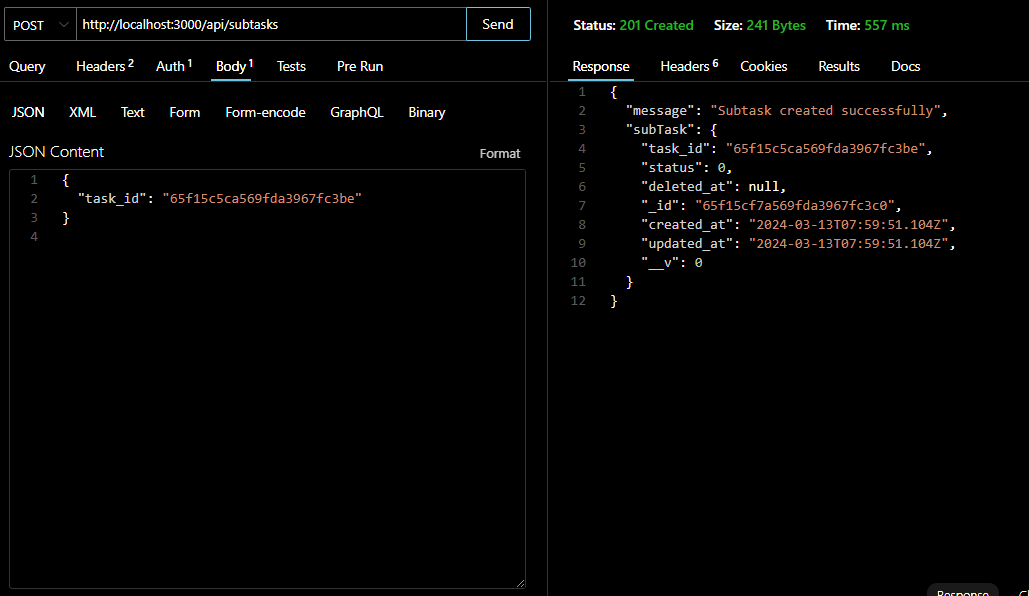 POST http://localhost:3000/api/subtasks Send
Query Headers 2 Auth 1 Body 1 Tests Pre Run
JSON XML Text Form Form-encode GraphQL Binary
JSON Content Format
1 {
2 "task_id": "65f15c5ca569fda3967fc3be"
3 }
4
Status: 201 Created Size: 241 Bytes Time: 557 ms
Response Headers 6 Cookies Results Docs
1 {
2 "message": "Subtask created successfully",
3 "subTask": {
4 "task_id": "65f15c5ca569fda3967fc3be",
5 "status": 0,
6 "deleted_at": null,
7 "_id": "65f15cf7a569fda3967fc3c0",
8 "created_at": "2024-03-13T07:59:51.104Z",
9 "updated_at": "2024-03-13T07:59:51.104Z",
10 "__v": 0
11 }
12 }
Response